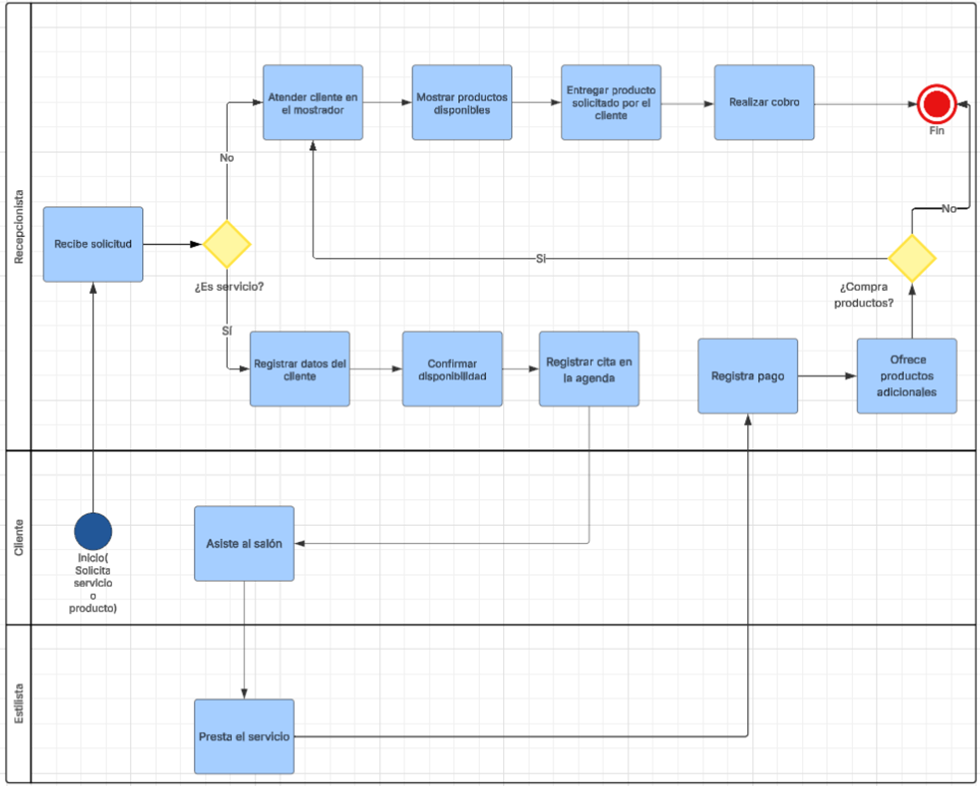 Recepcionista
Atender cliente en
el mostrador
Mostrar productos
disponibles
Entregar producto
solicitado por el
cliente
Realizar cobro
Fin
No
No
Recibe solicitud
¿Es servicio?
Si
¿Compra
productos?
Sí
Registrar datos del
cliente
Confirmar
disponibilidad
Registrar cita en
la agenda
Registra pago
Ofrece
productos
adicionales
Cliente
Inicio(
Solicita
servicio
o
producto)
Asiste al salón
Estilista
Presta el servicio